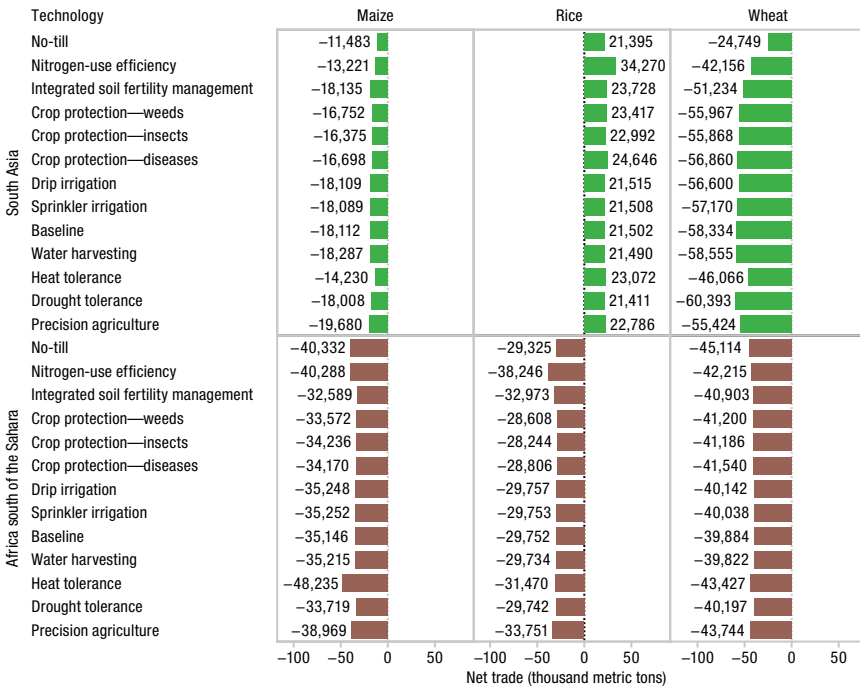 Technology Maize Rice Wheat
South Asia
No-till −11,483 21,395 −24,749
Nitrogen-use efficiency −13,221 34,270 −42,156
Integrated soil fertility management −18,135 23,728 −51,234
Crop protection—weeds −16,752 23,417 −55,967
Crop protection—insects −16,375 22,992 −55,868
Crop protection—diseases −16,698 24,646 −56,860
Drip irrigation −18,109 21,515 −56,600
Sprinkler irrigation −18,089 21,508 −57,170
Baseline −18,112 21,502 −58,334
Water harvesting −18,287 21,490 −58,555
Heat tolerance −14,230 23,072 −46,066
Drought tolerance −18,008 21,411 −60,393
Precision agriculture −19,680 22,786 −55,424
Africa south of the Sahara
No-till −40,332 −29,325 −45,114
Nitrogen-use efficiency −40,288 −38,246 −42,215
Integrated soil fertility management −32,589 −32,973 −40,903
Crop protection—weeds −33,572 −28,608 −41,200
Crop protection—insects −34,236 −28,244 −41,186
Crop protection—diseases −34,170 −28,806 −41,540
Drip irrigation −35,248 −29,757 −40,142
Sprinkler irrigation −35,252 −29,753 −40,038
Baseline −35,146 −29,752 −39,884
Water harvesting −35,215 −29,734 −39,822
Heat tolerance −48,235 −31,470 −43,427
Drought tolerance −33,719 −29,742 −40,197
Precision agriculture −38,969 −33,751 −43,744
−100 −50 0 50 −100 −50 0 50 −100 −50 0 50
Net trade (thousand metric tons)